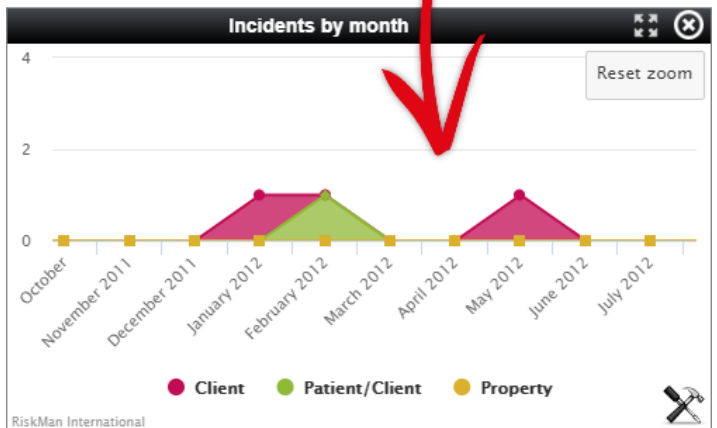 Incidents by month
Reset zoom
4
2
0
October
November 2011
December 2011
January 2012
February 2012
March 2012
April 2012
May 2012
June 2012
July 2012
Client
Patient/Client
Property
RiskMan International